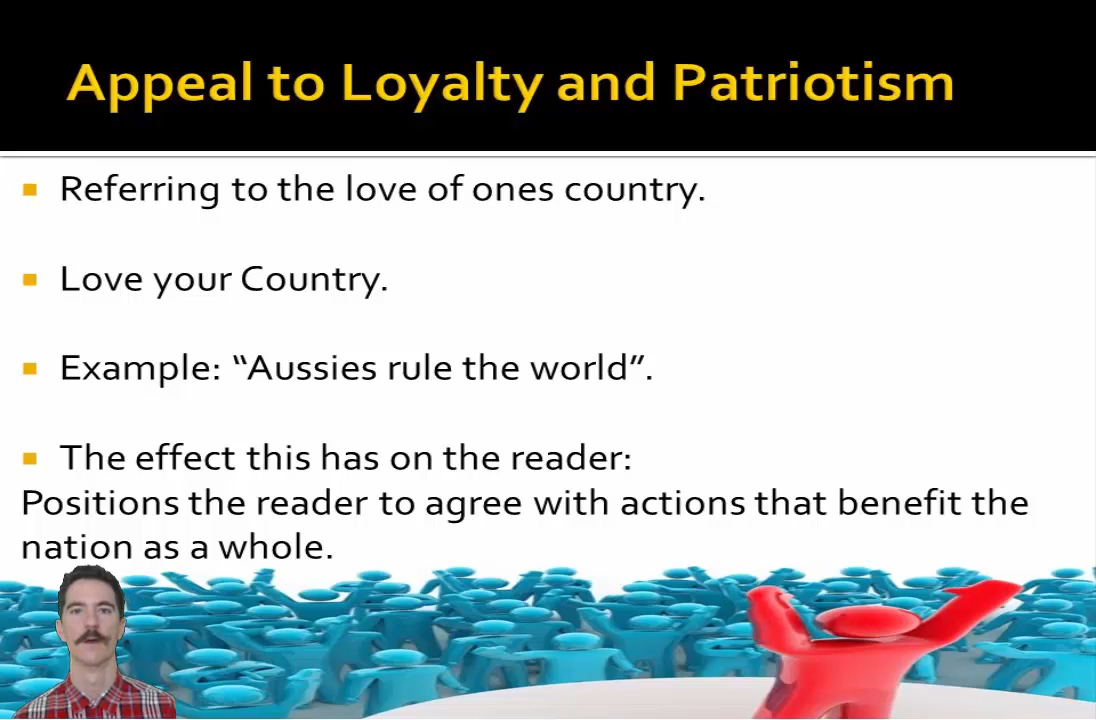 Appeal to Loyalty and Patriotism
Referring to the love of ones country.
Love your Country.
Example: “Aussies rule the world”.
The effect this has on the reader:
Positions the reader to agree with actions that benefit the
nation as a whole.